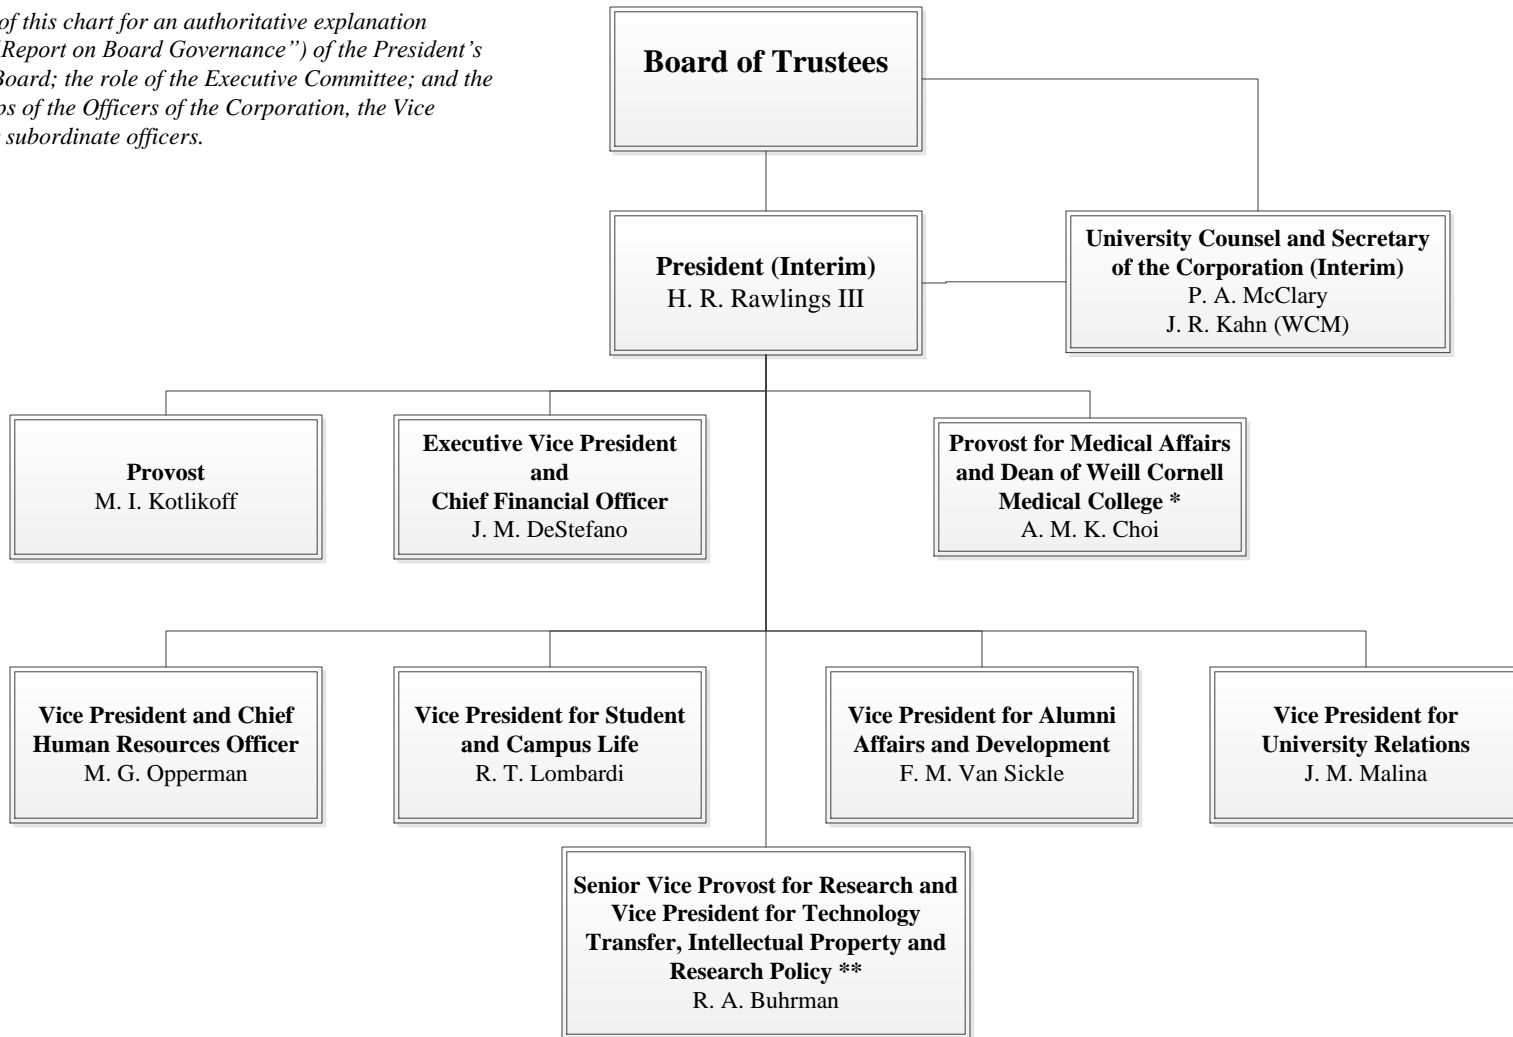 of this chart for an authoritative explanation
Report on Board Governance”) of the President’s
Board; the role of the Executive Committee; and the
ps of the Officers of the Corporation, the Vice
subordinate officers.
Board of Trustees
President (Interim)
H. R. Rawlings III
University Counsel and Secretary
of the Corporation (Interim)
P. A. McClary
J. R. Kahn (WCM)
Provost
M. I. Kotlikoff
Executive Vice President
and
Chief Financial Officer
J. M. DeStefano
Provost for Medical Affairs
and Dean of Weill Cornell
Medical College *
A. M. K. Choi
Vice President and Chief
Human Resources Officer
M. G. Opperman
Vice President for Student
and Campus Life
R. T. Lombardi
Vice President for Alumni
Affairs and Development
F. M. Van Sickle
Vice President for
University Relations
J. M. Malina
Senior Vice Provost for Research and
Vice President for Technology
Transfer, Intellectual Property and
Research Policy **
R. A. Buhrman